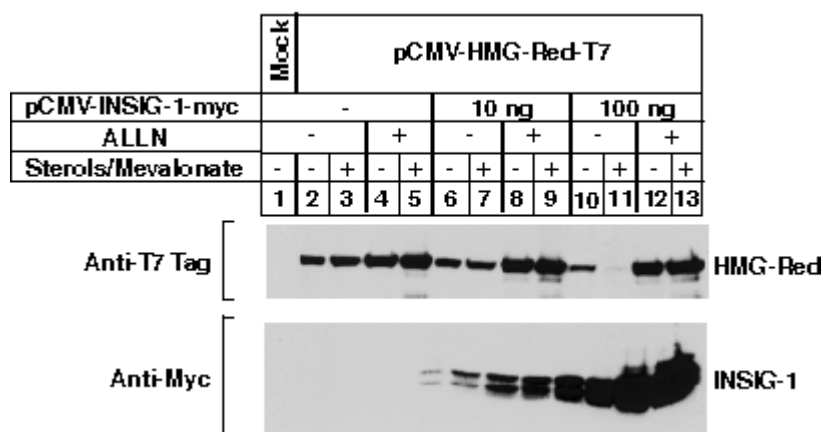 Mock
pCMV-HMG-Red-T7
pCMV-INSIG-1-myc - 10 ng 100 ng
ALLN - + - + - +
Sterols/Mevalonate - - + - + - + - + - + - +
1 2 3 4 5 6 7 8 9 10 11 12 13
Anti-T7 Tag HMG-Red
Anti-Myc INSIG-1